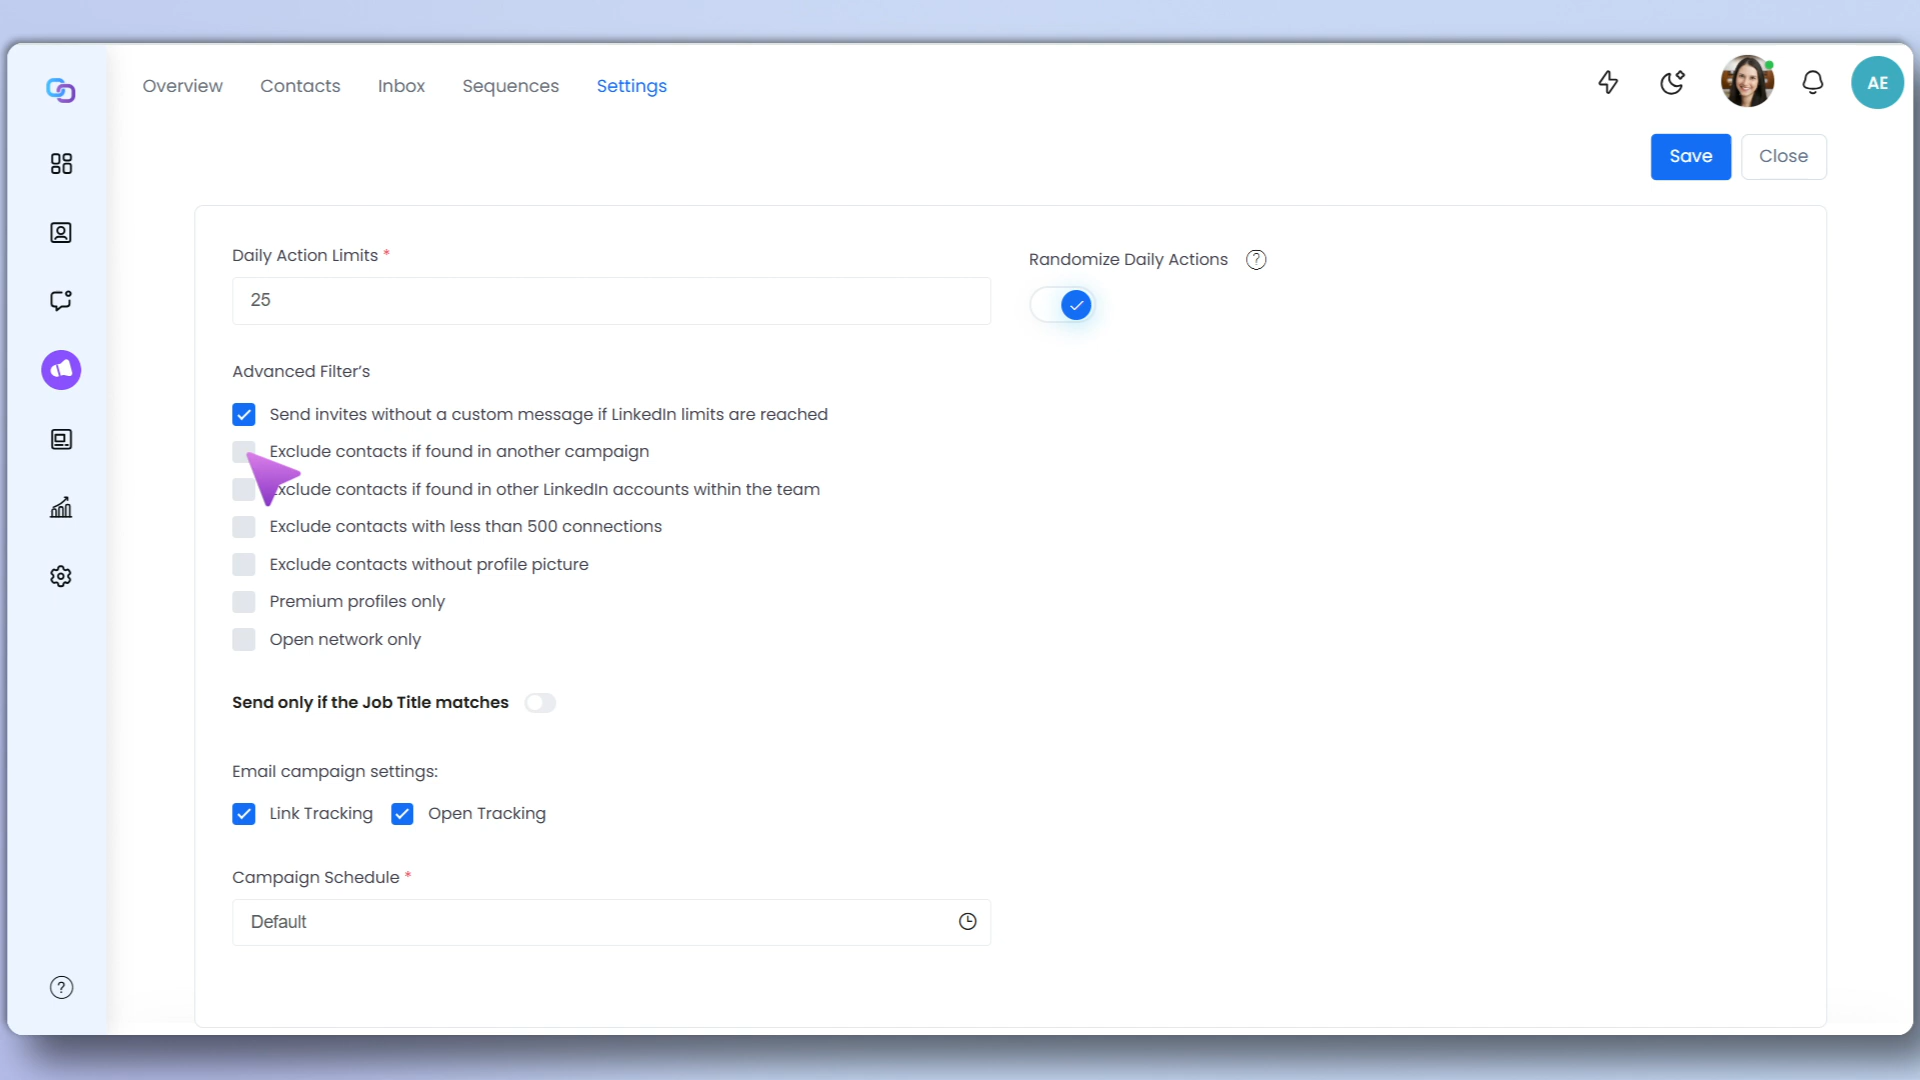 Overview Contacts Inbox Sequences Settings
AE
Save Close
Daily Action Limits *
Randomize Daily Actions ?
25
Advanced Filter's
Send invites without a custom message if LinkedIn limits are reached
Exclude contacts if found in another campaign
xclude contacts if found in other LinkedIn accounts within the team
Exclude contacts with less than 500 connections
Exclude contacts without profile picture
Premium profiles only
Open network only
Send only if the Job Title matches
Email campaign settings:
Link Tracking Open Tracking
Campaign Schedule *
Default
?